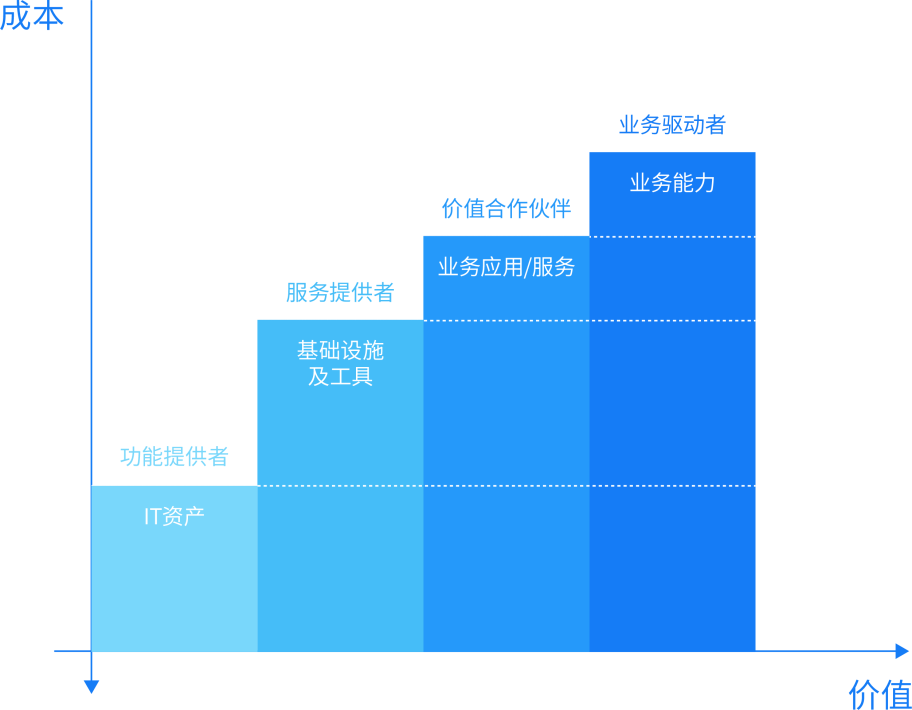 成本
业务驱动者
业务能力
价值合作伙伴
业务应用/服务
服务提供者
基础设施
及工具
功能提供者
IT资产
价值